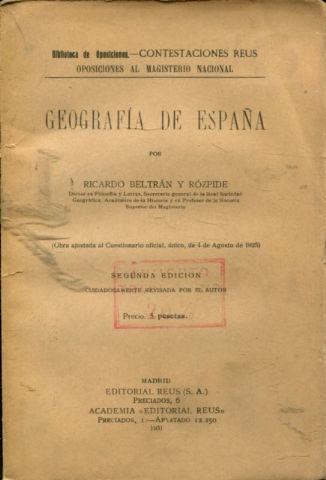 Biblioteca de Oposiciones.—CONTESTACIONES REUS
OPOSICIONES AL MAGISTERIO NACIONAL
GEOGRAFÍA DE ESPAÑA
POR
RICARDO BELTRÁN Y RÓZPIDE
Doctor en Filosofía y Letras, Secretario general de la Real Sociedad
Geográfica, Académico de la Historia y ex Profesor de la Escuela
Superior del Magisterio
(Obra ajustada al Cuestionario oficial, único, de 4 de Agosto de 1925)
SEGUNDA EDICION
CUIDADOSAMENTE REVISADA POR EL AUTOR
Precio, 5 pesetas.
MADRID
EDITORIAL REUS (S. A.)
PRECIADOS, 6
ACADEMIA «EDITORIAL REUS»
PRECIADOS, 1.—APARTADO 12.250
1931